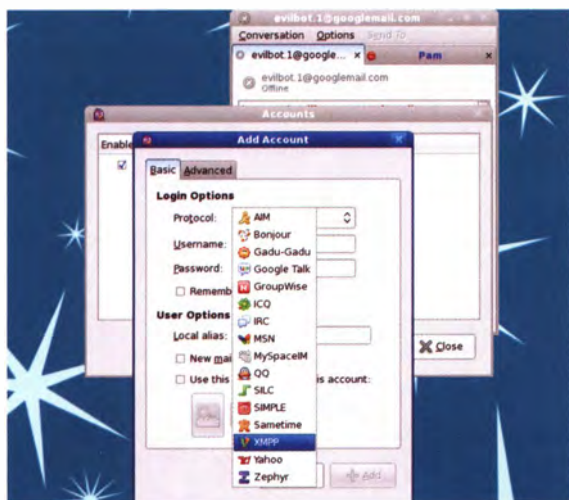 evilbot.1@googlemail.com
Conversation Options Send To
evilbot.1@google... Pam
evilbot.1@googlemail.com
Offline
Accounts
Enable
Add Account
Basic Advanced
Login Options
Protocol:
AIM
Bonjour
Gadu-Gadu
Username:
Google Talk
Password:
GroupWise
Rememb
ICQ
User Options
IRC
Local alias:
MSN
New mai
MySpaceIM
Use this
QQ
is account:
SILC
SIMPLE
Sametime
XMPP
Yahoo
Zephyr
Add
Close